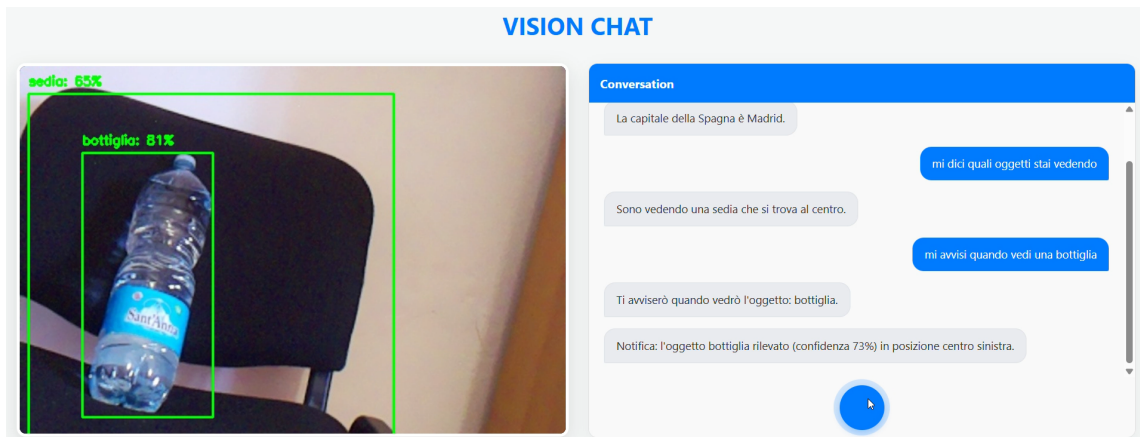 VISION CHAT
sedia: 65%
bottiglia: 81%
Sant'Anna
Conversation
La capitale della Spagna è Madrid.
mi dici quali oggetti stai vedendo
Sono vedendo una sedia che si trova al centro.
mi avvisi quando vedi una bottiglia
Ti avviserò quando vedrò l'oggetto: bottiglia.
Notifica: l'oggetto bottiglia rilevato (confidenza 73%) in posizione centro sinistra.